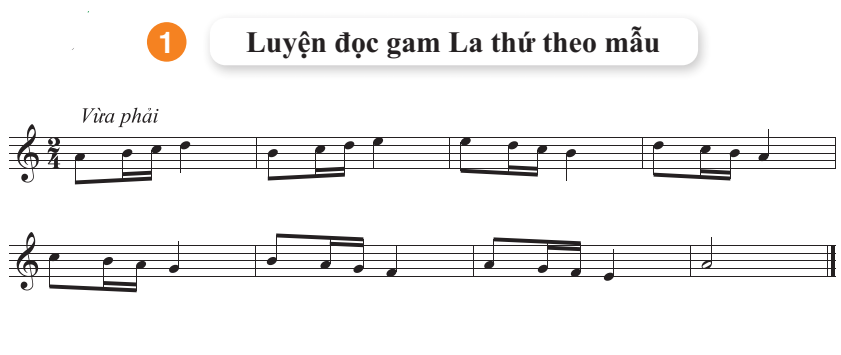 1 Luyện đọc gam La thứ theo mẫu
Vừa phải
2
4